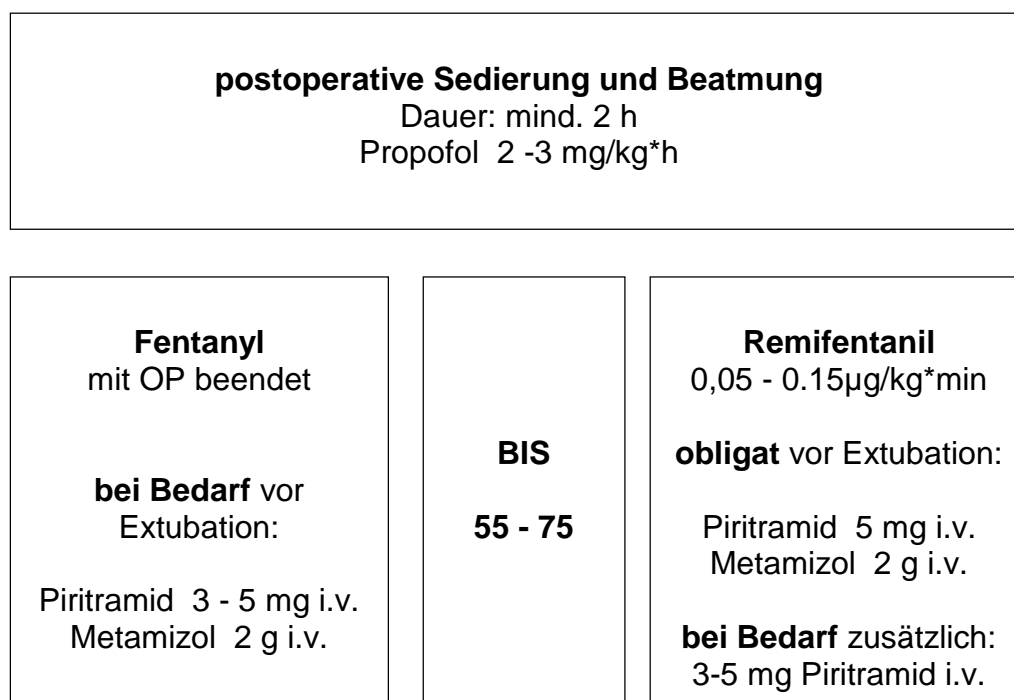 postoperative Sedierung und Beatmung
Dauer: mind. 2 h
Propofol 2 -3 mg/kg*h
Fentanyl
mit OP beendet
bei Bedarf vor
Extubation:
Piritramid 3 - 5 mg i.v.
Metamizol 2 g i.v.
BIS
55 - 75
Remifentanil
0,05 - 0.15µg/kg*min
obligat vor Extubation:
Piritramid 5 mg i.v.
Metamizol 2 g i.v.
bei Bedarf zusätzlich:
3-5 mg Piritramid i.v.